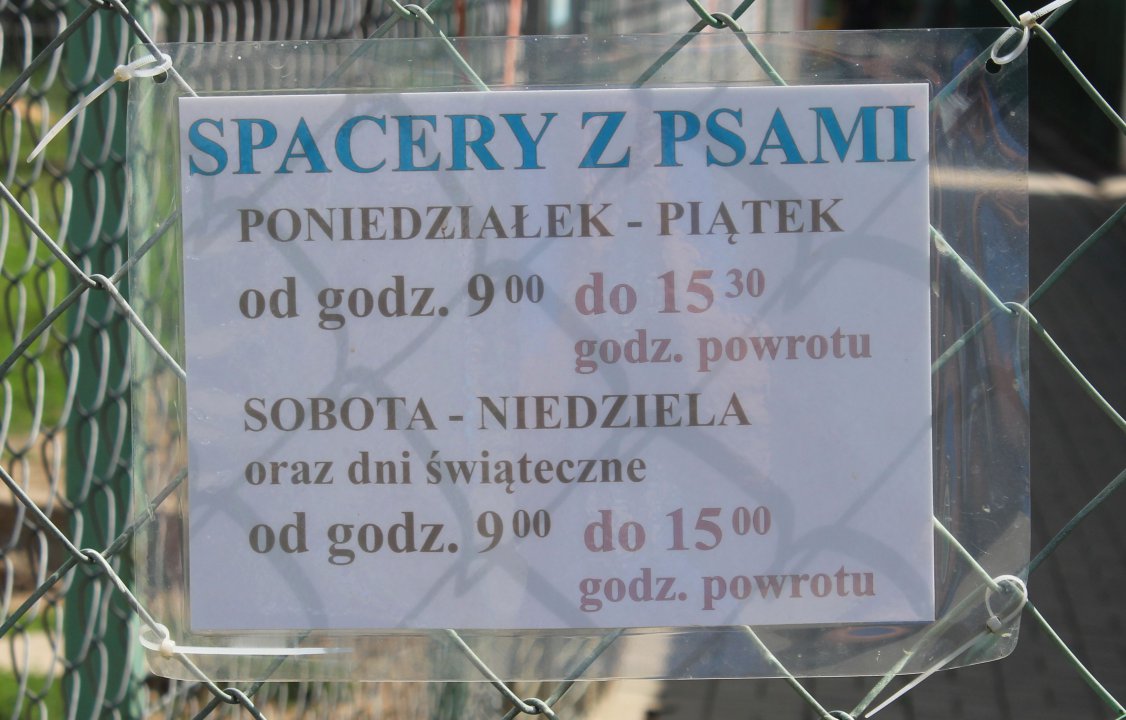 SPACERY Z PSAMI
PONIEDZIAŁEK - PIĄTEK
od godz. 9 00 do 15 30
godz. powrotu
SOBOTA - NIEDZIELA
oraz dni świąteczne
od godz. 9 00 do 15 00
godz. powrotu